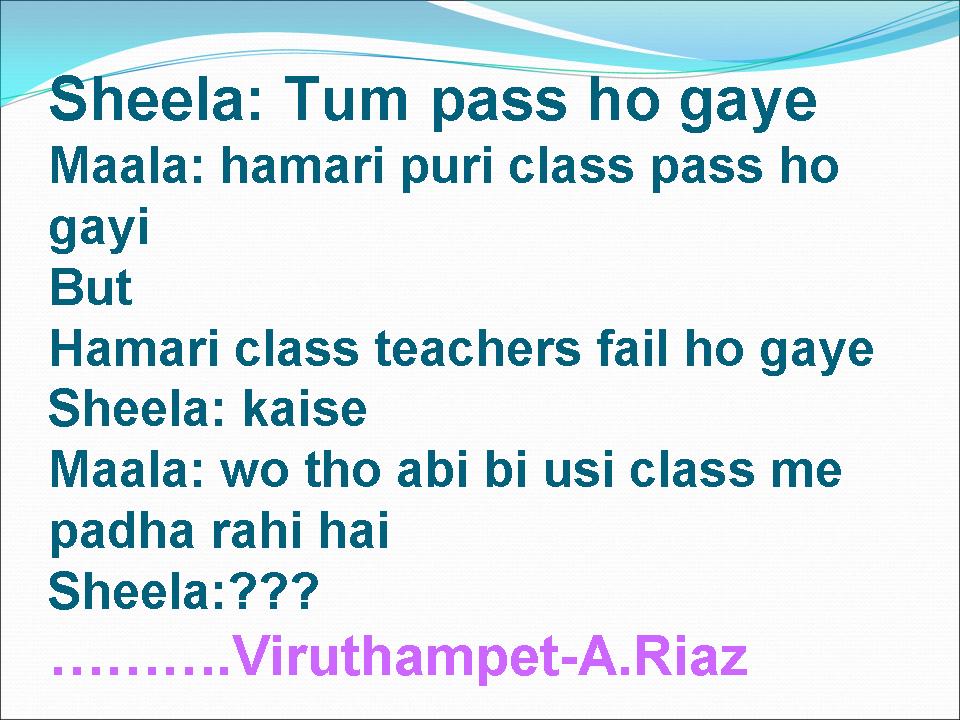 Sheela: Tum pass ho gaye
Maala: hamari puri class pass ho
gayi
But
Hamari class teachers fail ho gaye
Sheela: kaise
Maala: wo tho abi bi usi class me
padha rahi hai
Sheela:???
……….Viruthampet-A.Riaz